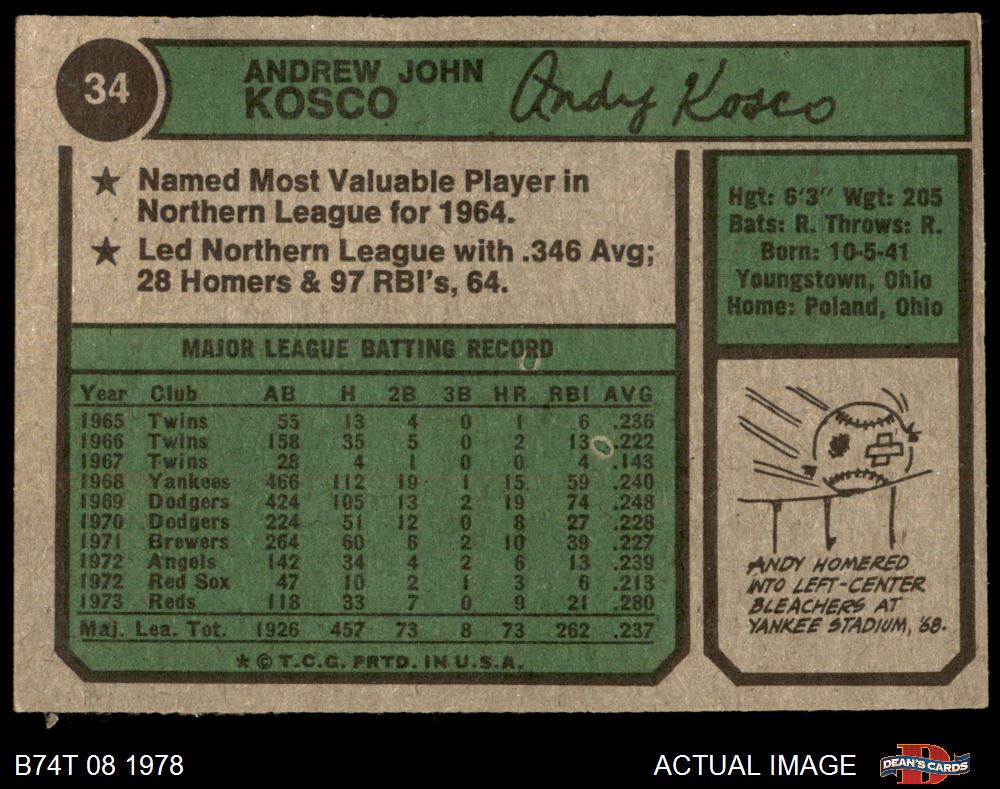 34
ANDREW JOHN
KOSCO
Andy Kosco
★ Named Most Valuable Player in
Northern League for 1964.
★ Led Northern League with .346 Avg;
28 Homers & 97 RBI's, 64.
Hgt: 6'3" Wgt: 205
Bats: R. Throws: R.
Born: 10-5-41
Youngstown, Ohio
Home: Poland, Ohio
MAJOR LEAGUE BATTING RECORD
Year Club AB H 2B 3B HR RBI AVG
1965 Twins 55 13 4 0 1 6 .236
1966 Twins 158 35 5 0 2 13 .222
1967 Twins 28 4 1 0 0 4 .143
1968 Yankees 466 112 19 1 15 59 .240
1969 Dodgers 424 105 13 2 19 74 .248
1970 Dodgers 224 51 12 0 8 27 .228
1971 Brewers 264 60 6 2 10 39 .227
1972 Angels 142 34 4 2 6 13 .239
1972 Red Sox 47 10 2 1 3 6 .213
1973 Reds 118 33 7 0 9 21 .280
Maj. Lea. Tot. 1926 457 73 8 73 262 .237
* © T.C.G. PRTD. IN U.S.A.
ANDY HOMERED
INTO LEFT-CENTER
BLEACHERS AT
YANKEE STADIUM, '68.
B74T 08 1978
ACTUAL IMAGE
D
DEAN'S CARDS